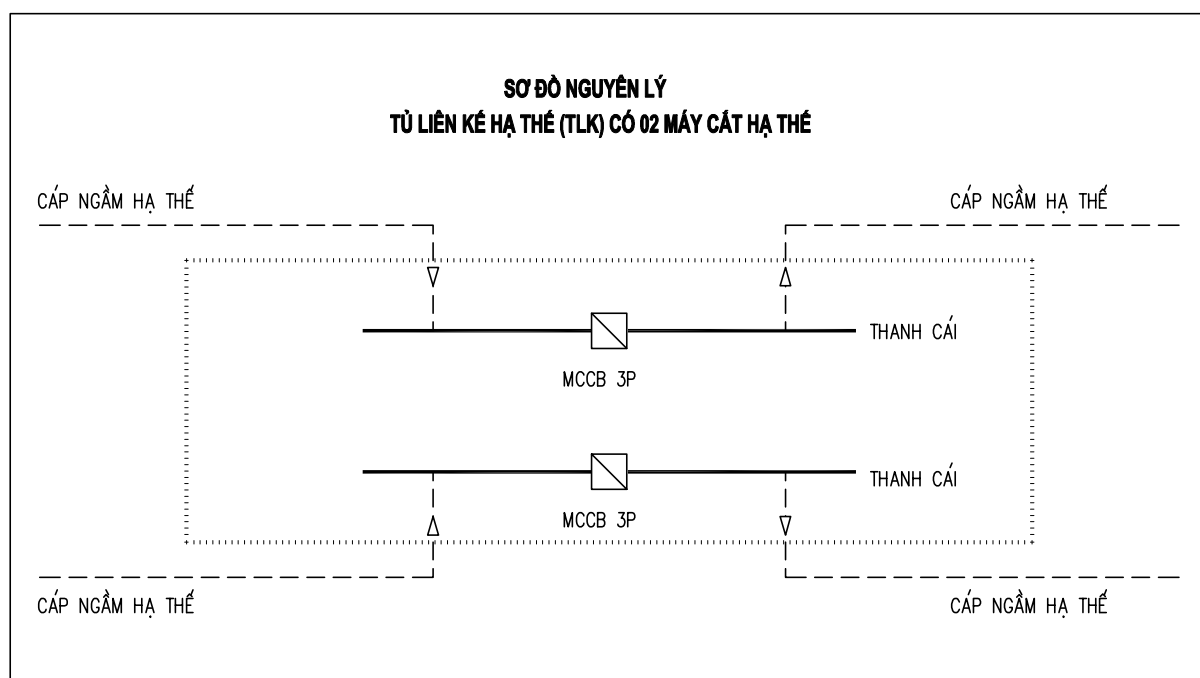 SƠ ĐỒ NGUYÊN LÝ
TỦ LIÊN KẾ HẠ THẾ (TLK) CÓ 02 MÁY CẮT HẠ THẾ
CÁP NGẦM HẠ THẾ
CÁP NGẦM HẠ THẾ
THANH CÁI
MCCB 3P
THANH CÁI
MCCB 3P
CÁP NGẦM HẠ THẾ
CÁP NGẦM HẠ THẾ